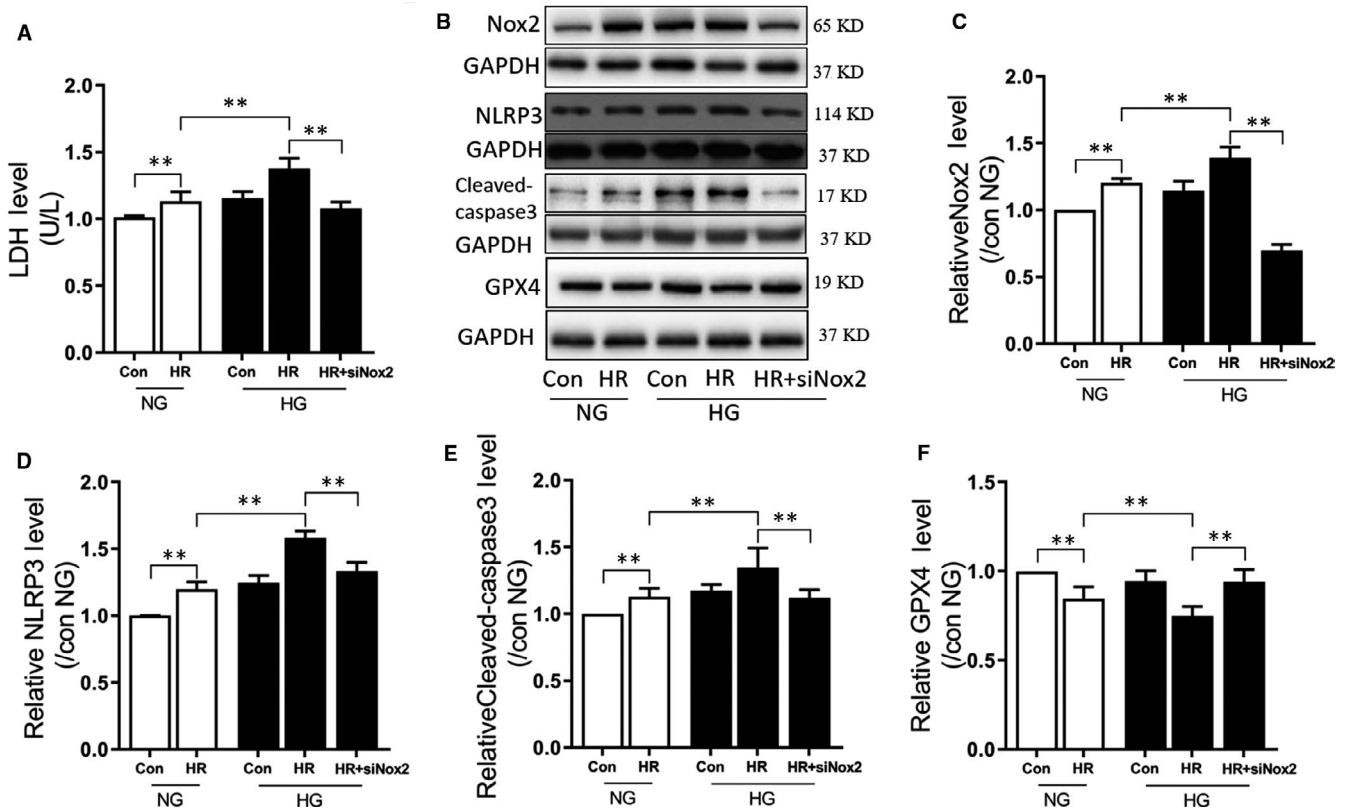 A
LDH level
(U/L)
2.0
1.5
1.0
0.5
0.0
**
**
**
Con HR Con HR HR+siNox2
NG HG
B
Nox2 65 KD
GAPDH 37 KD
NLRP3 114 KD
GAPDH 37 KD
Cleaved-
caspase3 17 KD
GAPDH 37 KD
GPX4 19 KD
GAPDH 37 KD
Con HR Con HR HR+siNox2
NG HG
C
RelativveNox2 level
(/con NG)
2.0
1.5
1.0
0.5
0.0
**
**
**
Con HR Con HR HR+siNox2
NG HG
D
Relative NLRP3 level
(/con NG)
2.0
1.5
1.0
0.5
0.0
**
**
**
Con HR Con HR HR+siNox2
NG HG
E
RelativeCleaved-caspase3 level
(/con NG)
2.0
1.5
1.0
0.5
0.0
**
**
**
Con HR Con HR HR+siNox2
NG HG
F
Relative GPX4 level
(/con NG)
1.5
1.0
0.5
0.0
**
**
**
Con HR Con HR HR+siNox2
NG HG